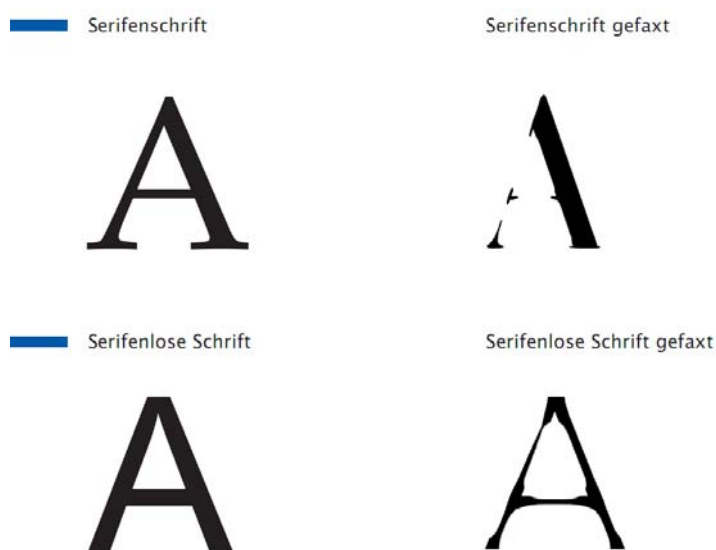 Serifenschrift
Serifenschrift gefaxt
A
A
Serifenlose Schrift
Serifenlose Schrift gefaxt
A
A